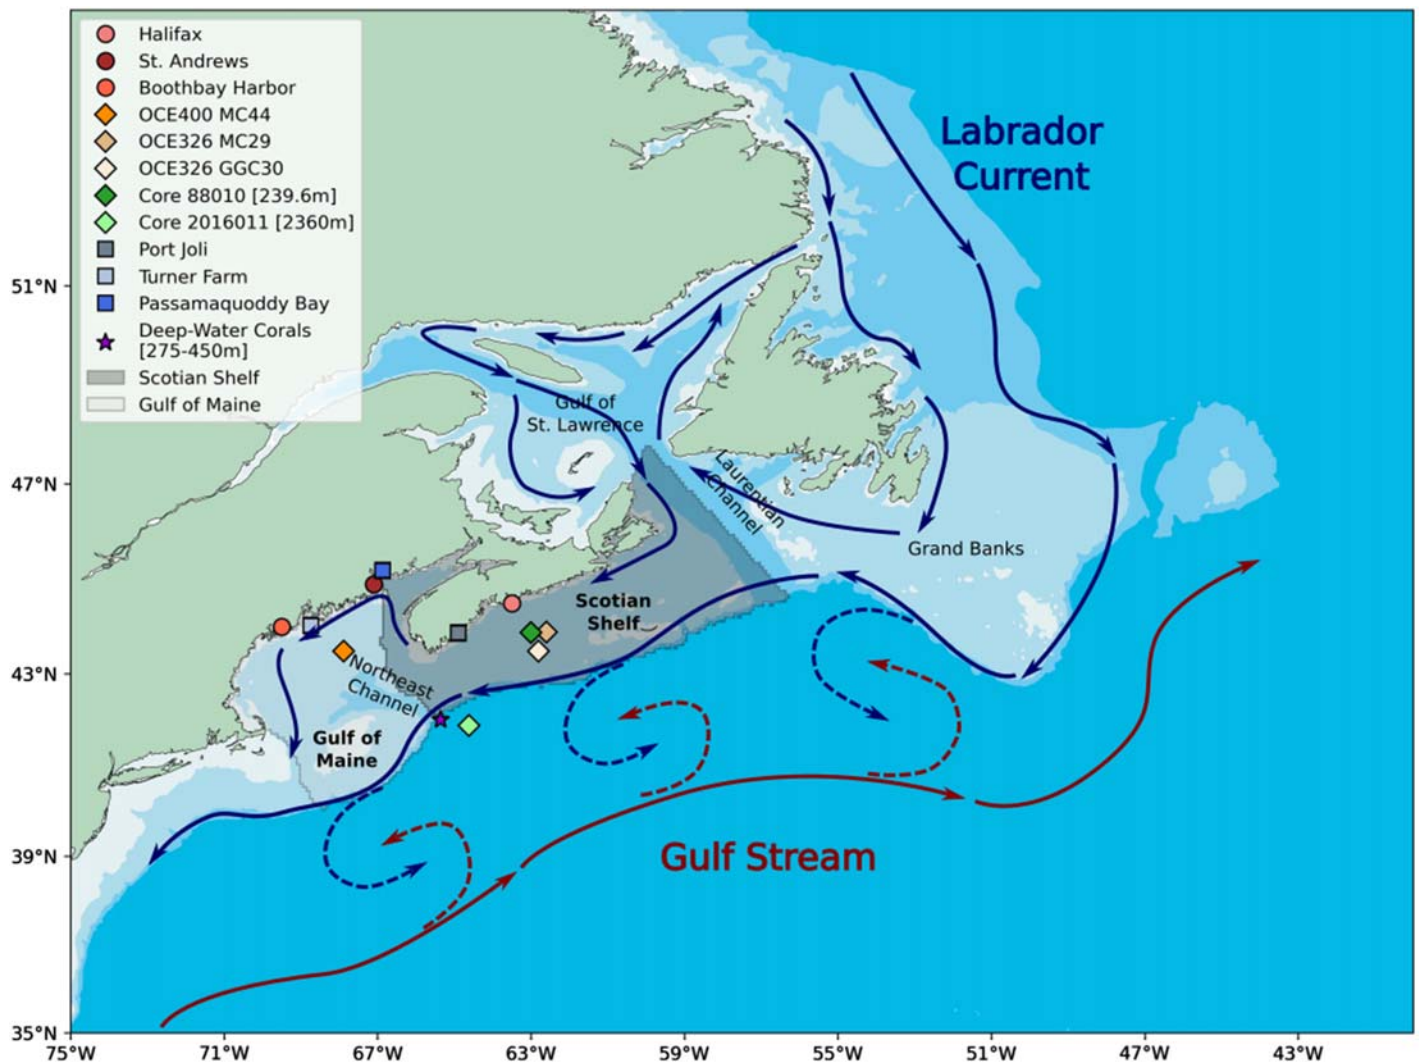 Halifax
St. Andrews
Boothbay Harbor
OCE400 MC44
OCE326 MC29
OCE326 GGC30
Core 88010 [239.6m]
Core 2016011 [2360m]
Port Joli
Turner Farm
Passamaquoddy Bay
Deep-Water Corals
[275-450m]
Scotian Shelf
Gulf of Maine
Labrador
Current
Gulf of
St. Lawrence
Laurentian
Channel
Grand Banks
Scotian
Shelf
Northeast
Channel
Gulf of
Maine
Gulf Stream
51°N
47°N
43°N
39°N
35°N
75°W
71°W
67°W
63°W
59°W
55°W
51°W
47°W
43°W